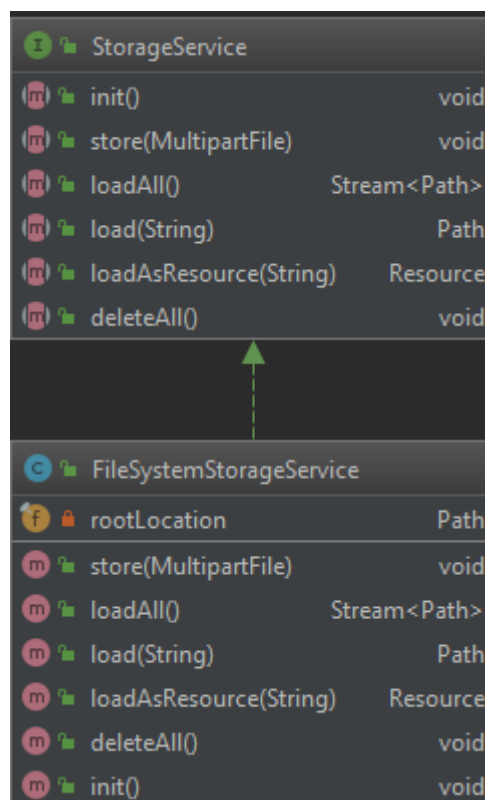 I StorageService
m init() void
m store(MultipartFile) void
m loadAll() Stream<Path>
m load(String) Path
m loadAsResource(String) Resource
m deleteAll() void
C FileSystemStorageService
f rootLocation Path
m store(MultipartFile) void
m loadAll() Stream<Path>
m load(String) Path
m loadAsResource(String) Resource
m deleteAll() void
m init() void